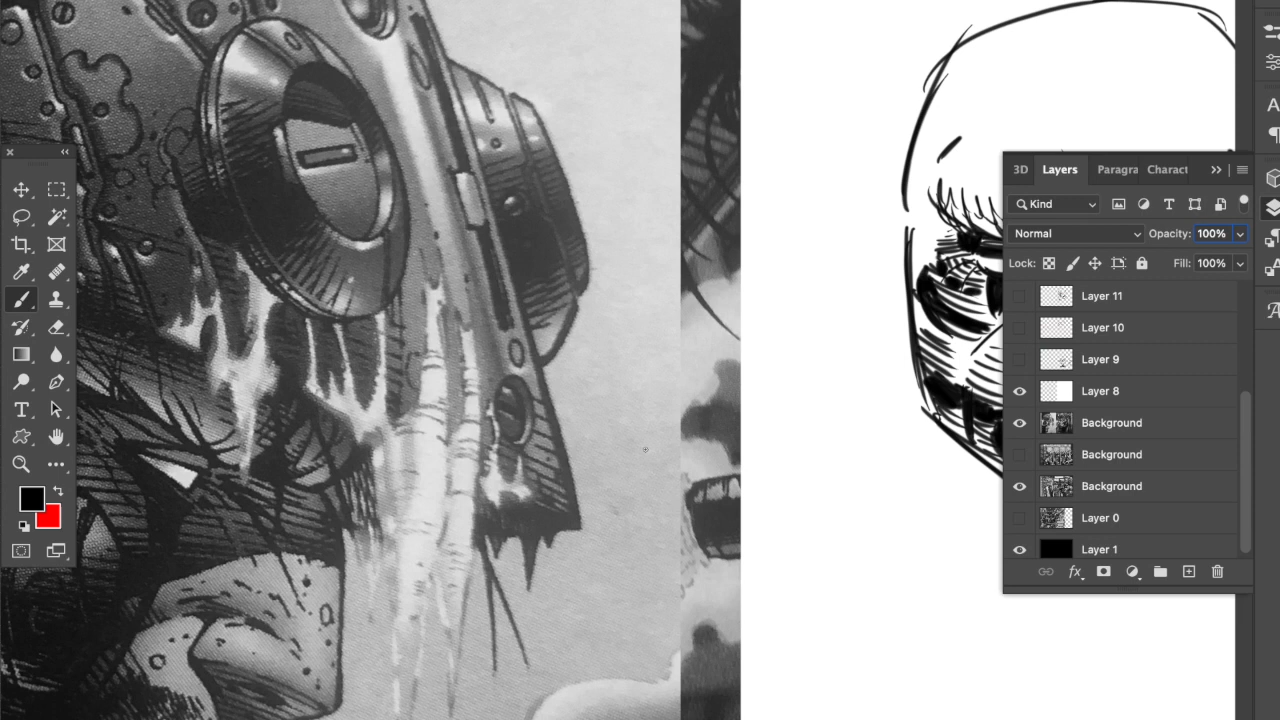 3D Layers Paragra Charact
Kind
Normal Opacity: 100%
Lock: Fill: 100%
Layer 11
Layer 10
Layer 9
Layer 8
Background
Background
Background
Layer 0
Layer 1
fx